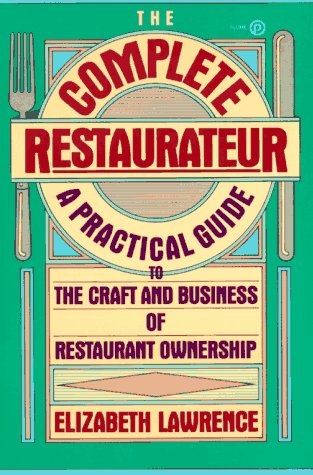 THE
COMPLETE
RESTAURATEUR
A PRACTICAL GUIDE
TO
THE CRAFT AND BUSINESS
OF
RESTAURANT OWNERSHIP
ELIZABETH LAWRENCE